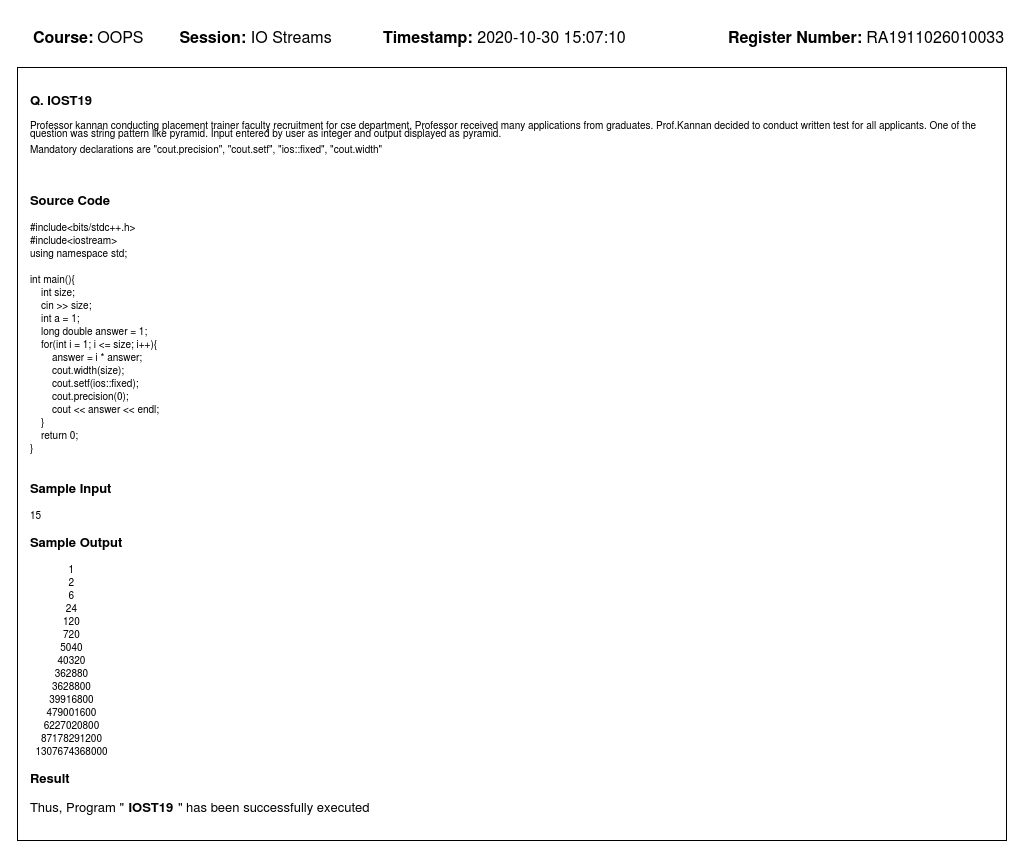 Course: OOPS Session: IO Streams Timestamp: 2020-10-30 15:07:10 Register Number: RA1911026010033
Q. IOST19
Professor kannan conducting placement trainer faculty recruitment for cse department, Professor received many applications from graduates. Prof.Kannan decided to conduct written test for all applicants. One of the
question was string pattern like pyramid. Input entered by user as integer and output displayed as pyramid.
Mandatory declarations are "cout.precision", "cout.setf", "ios::fixed", "cout.width"
Source Code
#include<bits/stdc++.h>
#include<iostream>
using namespace std;
int main(){
int size;
cin >> size;
int a = 1;
long double answer = 1;
for(int i = 1; i <= size; i++){
answer = i * answer;
cout.width(size);
cout.setf(ios::fixed);
cout.precision(0);
cout << answer << endl;
}
return 0;
}
Sample Input
15
Sample Output
1
2
6
24
120
720
5040
40320
362880
3628800
39916800
479001600
6227020800
87178291200
1307674368000
Result
Thus, Program " IOST19 " has been successfully executed